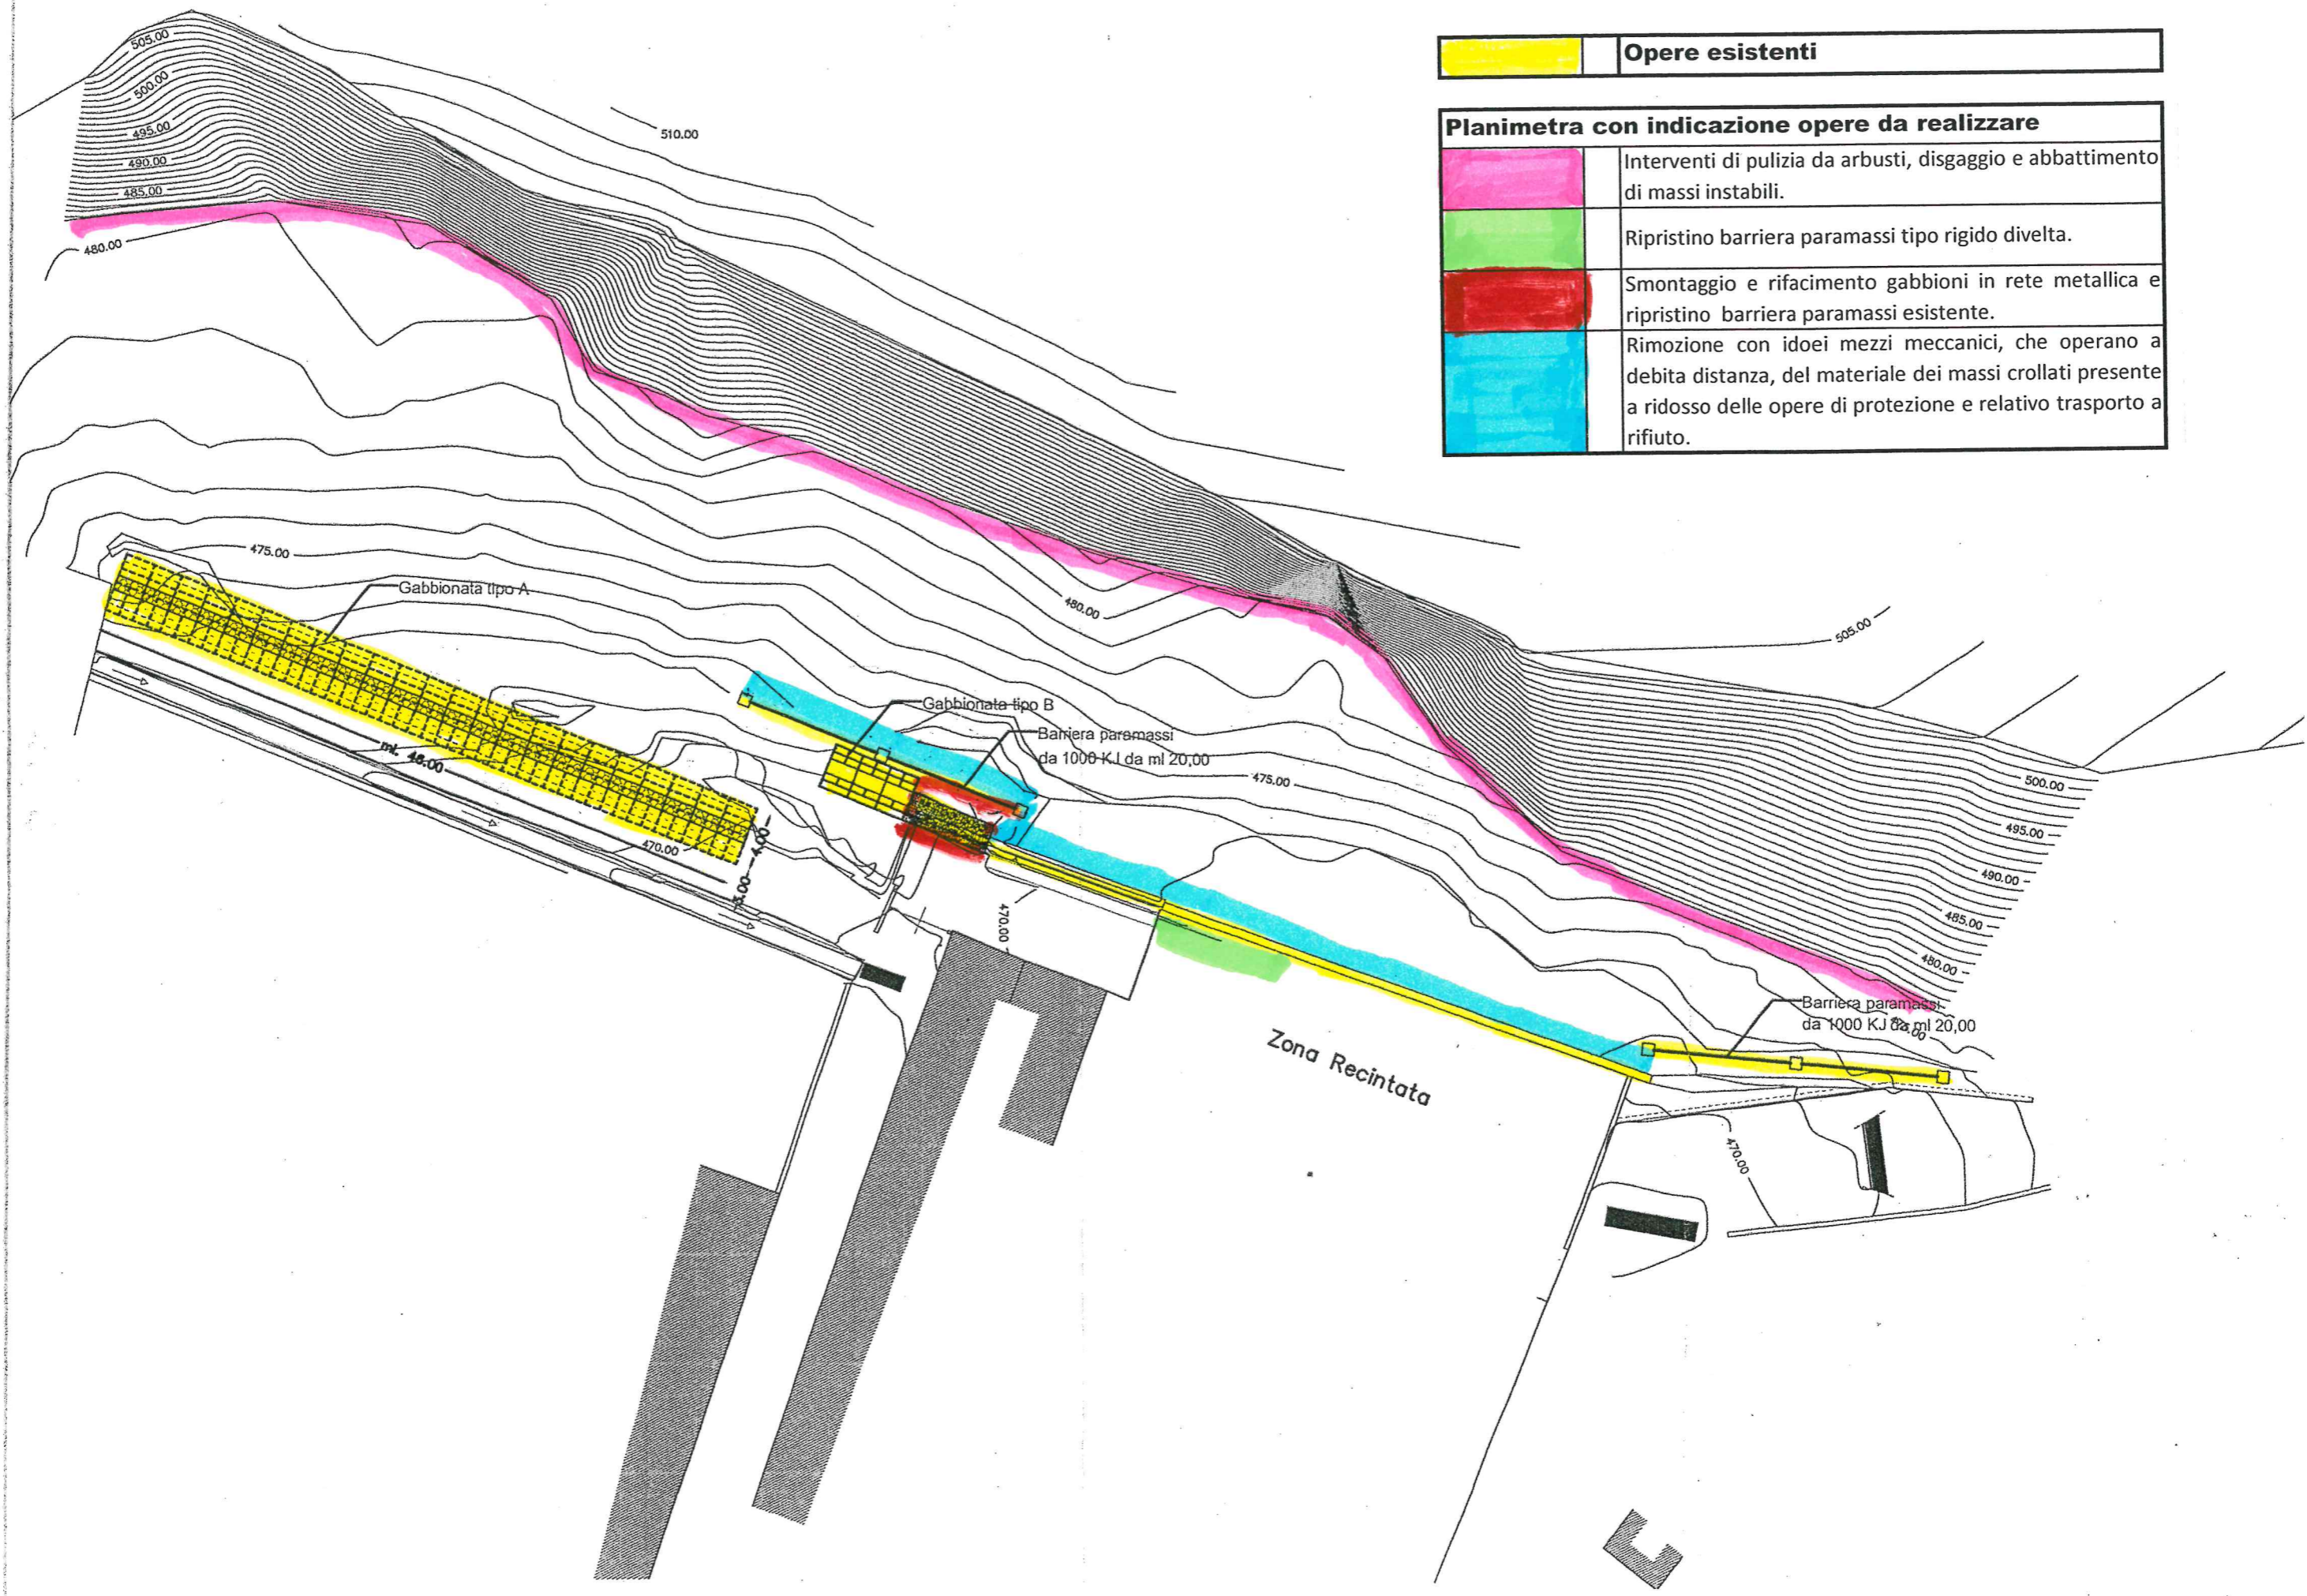 Opere esistenti
Planimetra con indicazione opere da realizzare
Interventi di pulizia da arbusti, disgaggio e abbattimento
di massi instabili.
Ripristino barriera paramassi tipo rigido divelta.
Smontaggio e rifacimento gabbioni in rete metallica e
ripristino barriera paramassi esistente.
Rimozione con idoei mezzi meccanici, che operano a
debita distanza, del materiale dei massi crollati presente
a ridosso delle opere di protezione e relativo trasporto a
rifiuto.
505.00
500.00
495.00
490.00
485.00
480.00
510.00
475.00
Gabbionata tipo A
480.00
505.00
Gabbionata tipo B
Barriera paramassi
da 1000 KJ da ml 20,00
475.00
ml. 48.00
470.00
3.00
4.00
470.00
500.00
495.00
490.00
485.00
480.00
475.00
Barriera paramassi
da 1000 KJ da ml 20,00
Zona Recintata
470.00